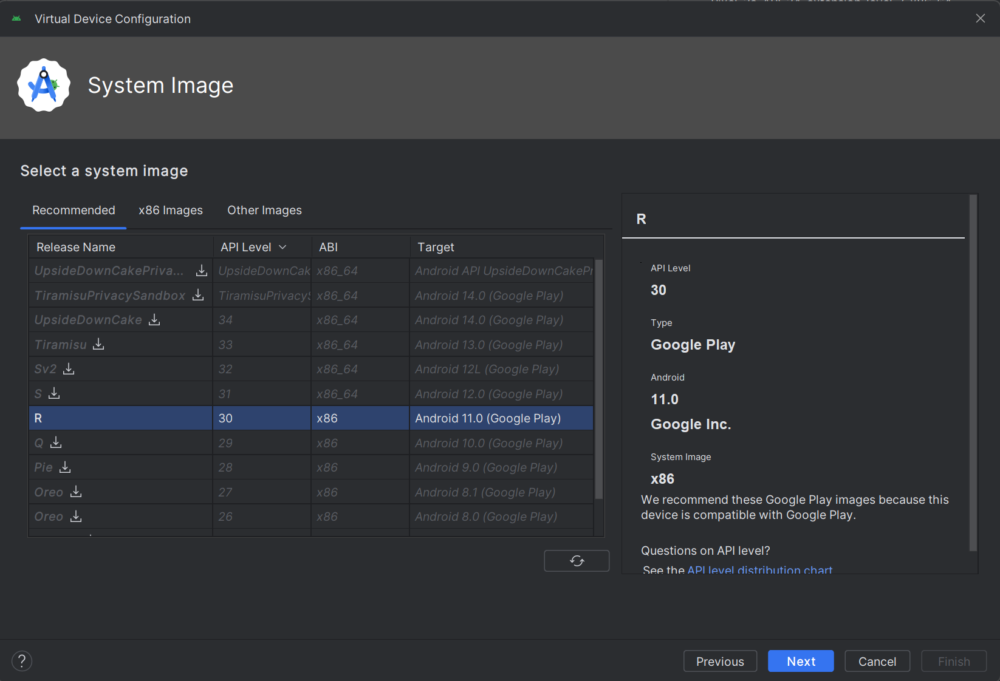 Virtual Device Configuration
System Image
Select a system image
Recommended x86 Images Other Images
Release Name API Level ABI Target
UpsideDownCakePriva... UpsideDownCak x86_64 Android API UpsideDownCakePr
TiramisuPrivacySandbox TiramisuPrivacyS x86_64 Android 14.0 (Google Play)
UpsideDownCake 34 x86_64 Android 14.0 (Google Play)
Tiramisu 33 x86_64 Android 13.0 (Google Play)
Sv2 32 x86_64 Android 12L (Google Play)
S 31 x86_64 Android 12.0 (Google Play)
R 30 x86 Android 11.0 (Google Play)
Q 29 x86 Android 10.0 (Google Play)
Pie 28 x86 Android 9.0 (Google Play)
Oreo 27 x86 Android 8.1 (Google Play)
Oreo 26 x86 Android 8.0 (Google Play)
R
API Level
30
Type
Google Play
Android
11.0
Google Inc.
System Image
x86
We recommend these Google Play images because this
device is compatible with Google Play.
Questions on API level?
See the API level distribution chart
?
Previous Next Cancel Finish